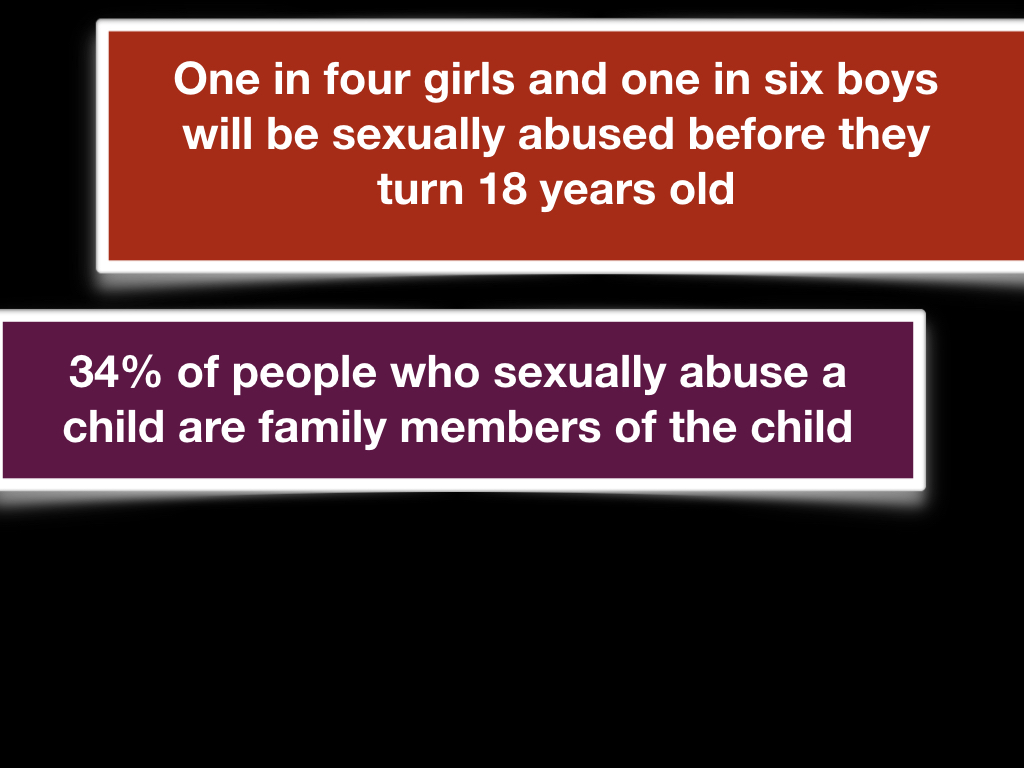 One in four girls and one in six boys
will be sexually abused before they
turn 18 years old
34% of people who sexually abuse a
child are family members of the child